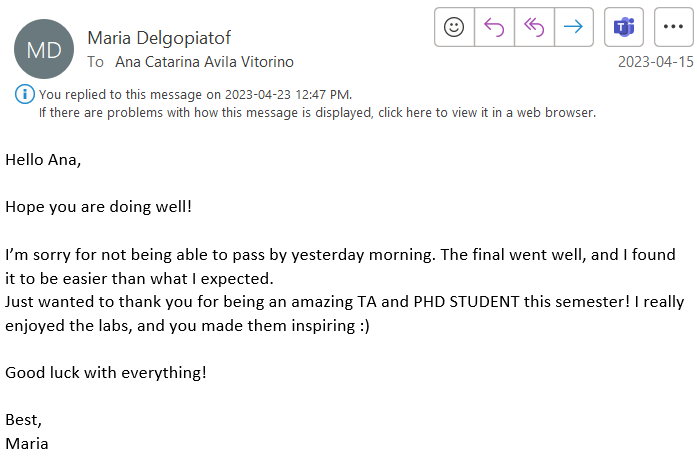 MD
Maria Delgopiatof
To Ana Catarina Avila Vitorino
T
2023-04-15
You replied to this message on 2023-04-23 12:47 PM.
If there are problems with how this message is displayed, click here to view it in a web browser.
Hello Ana,
Hope you are doing well!
I’m sorry for not being able to pass by yesterday morning. The final went well, and I found
it to be easier than what I expected.
Just wanted to thank you for being an amazing TA and PHD STUDENT this semester! I really
enjoyed the labs, and you made them inspiring :)
Good luck with everything!
Best,
Maria